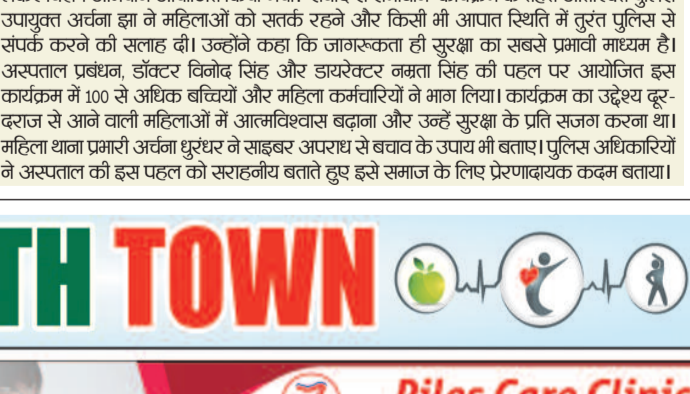 उपायुक्त अर्चना झा ने महिलाओं को सतर्क रहने और किसी भी आपात स्थिति में तुरंत पुलिस से
संपर्क करने की सलाह दी। उन्होंने कहा कि जागरूकता ही सुरक्षा का सबसे प्रभावी माध्यम है।
अस्पताल प्रबंधन, डॉक्टर विनोद सिंह और डायरेक्टर नम्रता सिंह की पहल पर आयोजित इस
कार्यक्रम में 100 से अधिक बच्चियों और महिला कर्मचारियों ने भाग लिया। कार्यक्रम का उद्देश्य दूर-
दराज से आने वाली महिलाओं में आत्मविश्वास बढ़ाना और उन्हें सुरक्षा के प्रति सजग करना था।
महिला थाना प्रभारी अर्चना धुरंधर ने साइबर अपराध से बचाव के उपाय भी बताए। पुलिस अधिकारियों
ने अस्पताल की इस पहल को सराहनीय बताते हुए इसे समाज के लिए प्रेरणादायक कदम बताया।
TH TOWN
Piles Care Clinic